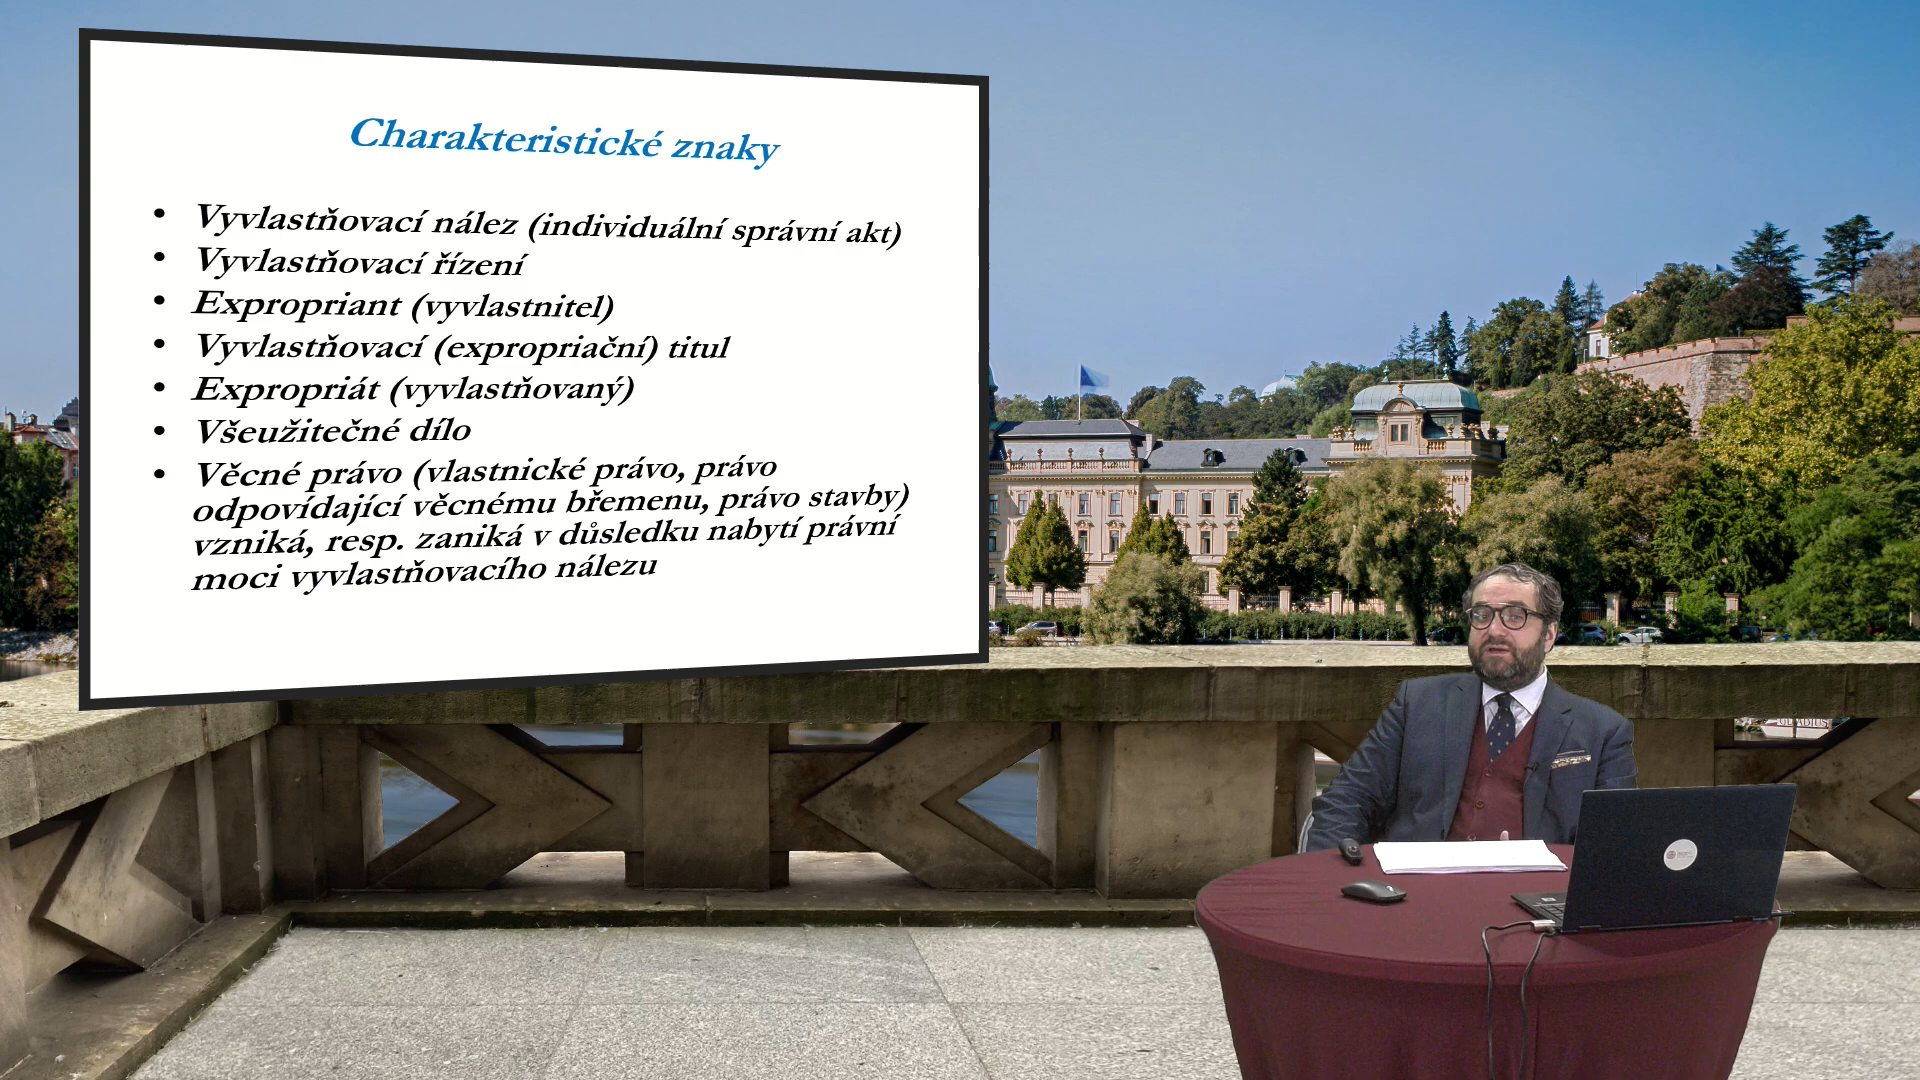 Charakteristické znaky
• Vyvlastňovací nález (individuální správní akt)
• Vyvlastňovací řízení
• Expropriant (vyvlastnitel)
• Vyvlastňovací (expropriační) titul
• Expropriát (vyvlastňovaný)
• Všeužitečné dílo
• Věcné právo (vlastnické právo, právo
odpovídající věcnému břemenu, právo stavby)
vzniká, resp. zaniká v důsledku nabytí právní
moci vyvlastňovacího nálezu